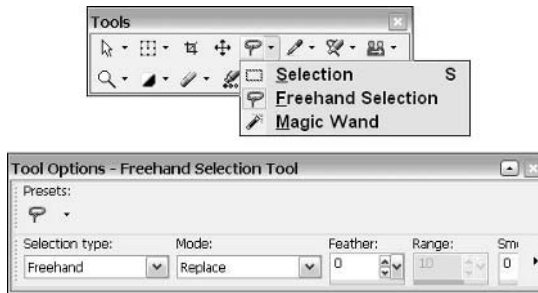 Tools
Selection S
Freehand Selection
Magic Wand
Tool Options - Freehand Selection Tool
Presets:
Selection type: Mode: Feather: Range: Smo
Freehand Replace 0 10 0